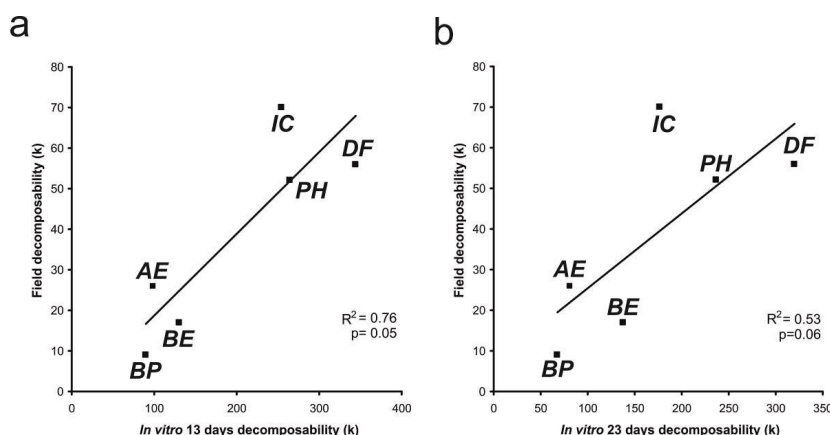 a
80
70
60
50
40
30
20
10
0
Field decomposability (k)
IC
DF
PH
AE
BE
BP
R² = 0.76
p= 0.05
0 100 200 300 400
In vitro 13 days decomposability (k)
b
80
70
60
50
40
30
20
10
0
Field decomposability (k)
IC
DF
PH
AE
BE
BP
R² = 0.53
p=0.06
0 50 100 150 200 250 300 350
In vitro 23 days decomposability (k)